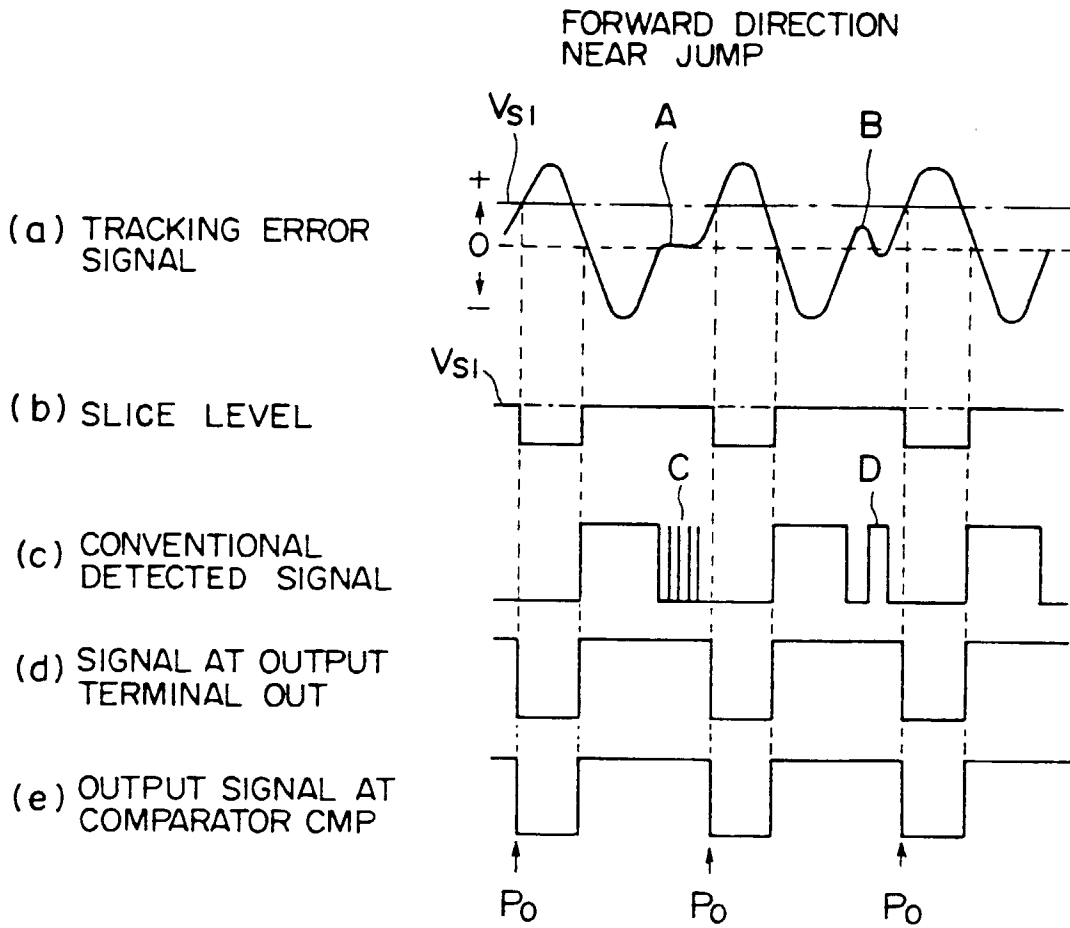 FORWARD DIRECTION
NEAR JUMP
VS1
A
B
+
0
−
(a) TRACKING ERROR
SIGNAL
VS1
(b) SLICE LEVEL
C
D
(c) CONVENTIONAL
DETECTED SIGNAL
(d) SIGNAL AT OUTPUT
TERMINAL OUT
(e) OUTPUT SIGNAL AT
COMPARATOR CMP
P0
P0
P0